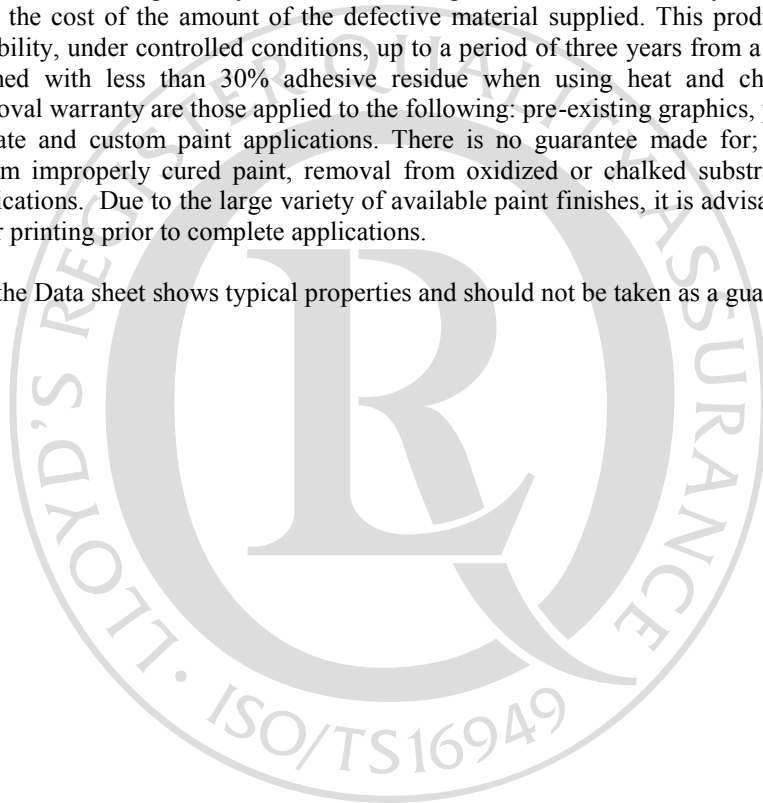 the cost of the amount of the defective material supplied. This produ
bility, under controlled conditions, up to a period of three years from a
ned with less than 30% adhesive residue when using heat and ch
oval warranty are those applied to the following: pre-existing graphics, p
ate and custom paint applications. There is no guarantee made for;
m improperly cured paint, removal from oxidized or chalked substra
ications. Due to the large variety of available paint finishes, it is advisa
r printing prior to complete applications.
the Data sheet shows typical properties and should not be taken as a gua
LLOYD'S REGISTER QUALITY ASSURANCE
LR
· ISO/TS16949